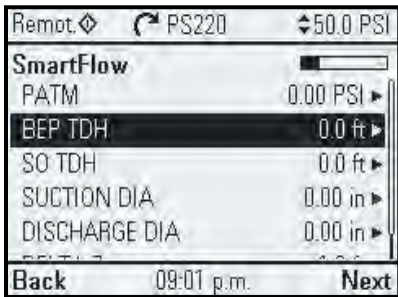 Remot. PS220 50.0 PSI
SmartFlow
PATM 0.00 PSI
BEP TDH 0.0 ft
SO TDH 0.0 ft
SUCTION DIA 0.00 in
DISCHARGE DIA 0.00 in
Back 09:01 p.m. Next